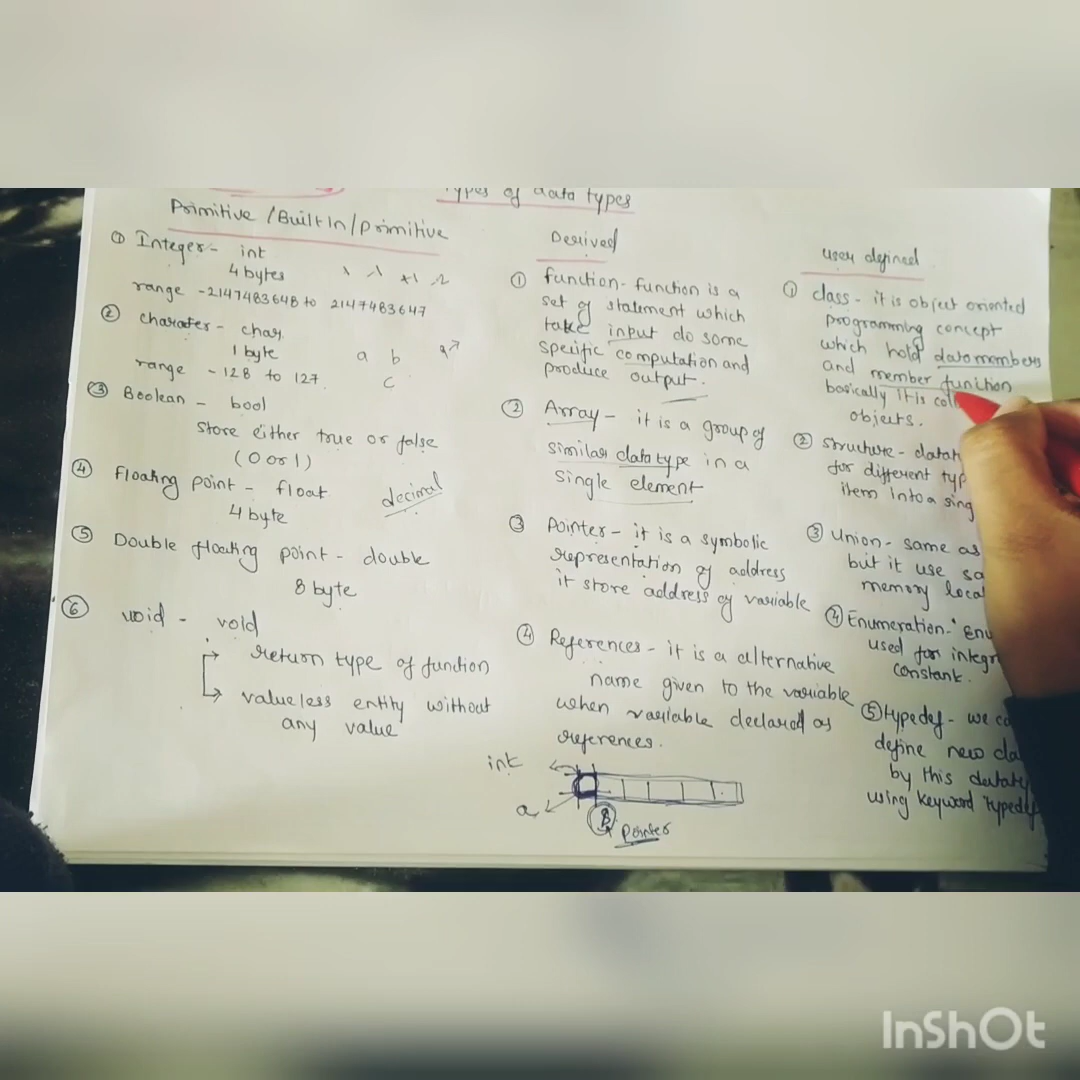 Types of data types
Primitive / Built In / Primitive
① Integer - int
4 bytes
range -2147483648 to 2147483647
② charater - char
1 byte
a b
c
range -128 to 127.
③ Boolean - bool
store either true or false
(0 or 1)
④ Floating point - float
decimal
4 byte
⑤ Double floating point - double
8 byte
⑥ void - void
return type of function
valueless entity without
any value
Derived
① function - function is a
set of statement which
take input do some
specific computation and
produce output.
② Array - it is a group of
similar data type in a
single element
③ Pointer - it is a symbolic
representation of address
it store address of variable
④ References - it is a alternative
name given to the variable
when variable declared as
references.
int
a
Pointer
user defined
① class - it is object oriented
programming concept
which hold data members
and member function
basically it is
objects.
② structure -
for different
item into a
③ Union - same as
but it use
memory
④ Enumeration -
used for
constant.
⑤ typedef - we
define new
by this
using keyword typedef
InShOt